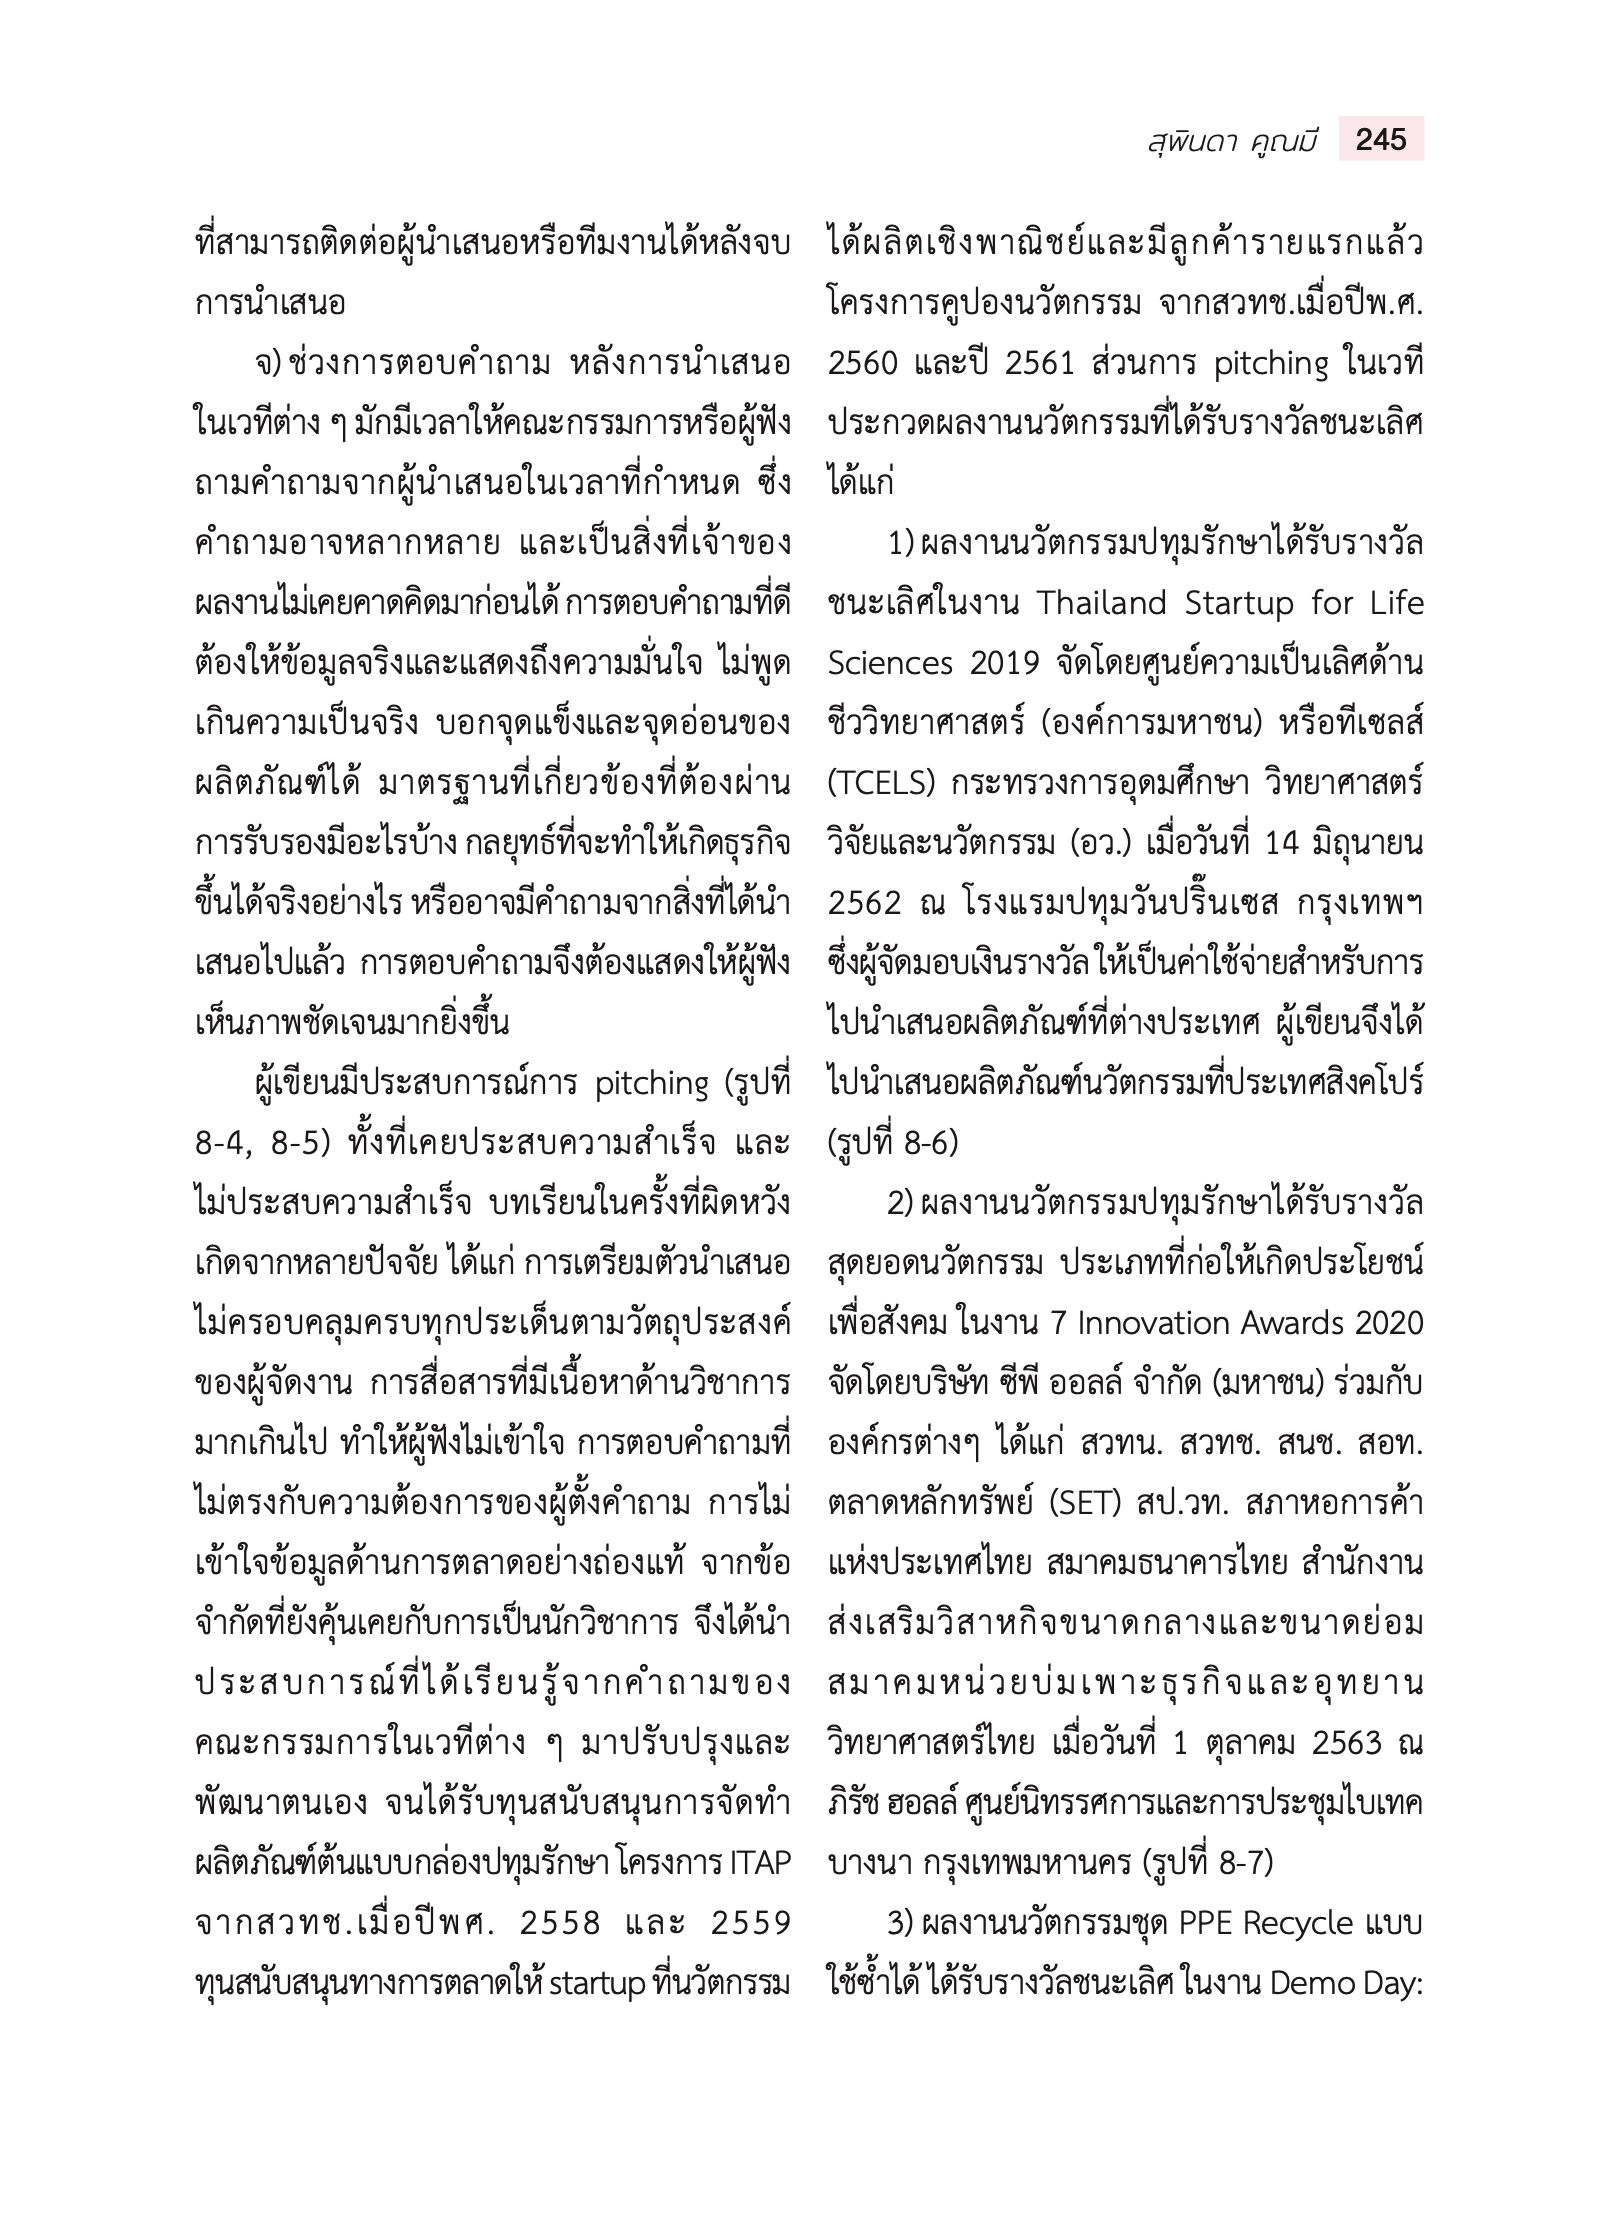 สุพินดา คูณมี 245
ที่สามารถติดต่อผู้นำเสนอหรือทีมงานได้หลังจบ
การนำเสนอ
จ) ช่วงการตอบคำถาม หลังการนำเสนอ
ในเวทีต่าง ๆ มักมีเวลาให้คณะกรรมการหรือผู้ฟัง
ถามคำถามจากผู้นำเสนอในเวลาที่กำหนด ซึ่ง
คำถามอาจหลากหลาย และเป็นสิ่งที่เจ้าของ
ผลงานไม่เคยคาดคิดมาก่อนได้ การตอบคำถามที่ดี
ต้องให้ข้อมูลจริงและแสดงถึงความมั่นใจ ไม่พูด
เกินความเป็นจริง บอกจุดแข็งและจุดอ่อนของ
ผลิตภัณฑ์ได้ มาตรฐานที่เกี่ยวข้องที่ต้องผ่าน
การรับรองมีอะไรบ้าง กลยุทธ์ที่จะทำให้เกิดธุรกิจ
ขึ้นได้จริงอย่างไร หรืออาจมีคำถามจากสิ่งที่ได้นำ
เสนอไปแล้ว การตอบคำถามจึงต้องแสดงให้ผู้ฟัง
เห็นภาพชัดเจนมากยิ่งขึ้น
ผู้เขียนมีประสบการณ์การ pitching (รูปที่
8-4, 8-5) ทั้งที่เคยประสบความสำเร็จ และ
ไม่ประสบความสำเร็จ บทเรียนในครั้งที่ผิดหวัง
เกิดจากหลายปัจจัย ได้แก่ การเตรียมตัวนำเสนอ
ไม่ครอบคลุมครบทุกประเด็นตามวัตถุประสงค์
ของผู้จัดงาน การสื่อสารที่มีเนื้อหาด้านวิชาการ
มากเกินไป ทำให้ผู้ฟังไม่เข้าใจ การตอบคำถามที่
ไม่ตรงกับความต้องการของผู้ตั้งคำถาม การไม่
เข้าใจข้อมูลด้านการตลาดอย่างถ่องแท้ จากข้อ
จำกัดที่ยังคุ้นเคยกับการเป็นนักวิชาการ จึงได้นำ
ประสบการณ์ที่ได้เรียนรู้จากคำถามของ
คณะกรรมการในเวทีต่าง ๆ มาปรับปรุงและ
พัฒนาตนเอง จนได้รับทุนสนับสนุนการจัดทำ
ผลิตภัณฑ์ต้นแบบกล่องปทุมรักษา โครงการ ITAP
จากสวทช.เมื่อปีพศ. 2558 และ 2559
ทุนสนับสนุนทางการตลาดให้ startup ที่นวัตกรรม
ได้ผลิตเชิงพาณิชย์และมีลูกค้ารายแรกแล้ว
โครงการคูปองนวัตกรรม จากสวทช.เมื่อปีพ.ศ.
2560 และปี 2561 ส่วนการ pitching ในเวที
ประกวดผลงานนวัตกรรมที่ได้รับรางวัลชนะเลิศ
ได้แก่
1) ผลงานนวัตกรรมปทุมรักษาได้รับรางวัล
ชนะเลิศในงาน Thailand Startup for Life
Sciences 2019 จัดโดยศูนย์ความเป็นเลิศด้าน
ชีววิทยาศาสตร์ (องค์การมหาชน) หรือทีเซลส์
(TCELS) กระทรวงการอุดมศึกษา วิทยาศาสตร์
วิจัยและนวัตกรรม (อว.) เมื่อวันที่ 14 มิถุนายน
2562 ณ โรงแรมปทุมวันปริ๊นเซส กรุงเทพฯ
ซึ่งผู้จัดมอบเงินรางวัล ให้เป็นค่าใช้จ่ายสำหรับการ
ไปนำเสนอผลิตภัณฑ์ที่ต่างประเทศ ผู้เขียนจึงได้
ไปนำเสนอผลิตภัณฑ์นวัตกรรมที่ประเทศสิงคโปร์
(รูปที่ 8-6)
2) ผลงานนวัตกรรมปทุมรักษาได้รับรางวัล
สุดยอดนวัตกรรม ประเภทที่ก่อให้เกิดประโยชน์
เพื่อสังคม ในงาน 7 Innovation Awards 2020
จัดโดยบริษัท ซีพี ออลล์ จำกัด (มหาชน) ร่วมกับ
องค์กรต่างๆ ได้แก่ สวทน. สวทช. สนช. สอท.
ตลาดหลักทรัพย์ (SET) สป.วท. สภาหอการค้า
แห่งประเทศไทย สมาคมธนาคารไทย สำนักงาน
ส่งเสริมวิสาหกิจขนาดกลางและขนาดย่อม
สมาคมหน่วยบ่มเพาะธุรกิจและอุทยาน
วิทยาศาสตร์ไทย เมื่อวันที่ 1 ตุลาคม 2563 ณ
ภิรัช ฮอลล์ ศูนย์นิทรรศการและการประชุมไบเทค
บางนา กรุงเทพมหานคร (รูปที่ 8-7)
3) ผลงานนวัตกรรมชุด PPE Recycle แบบ
ใช้ซ้ำได้ ได้รับรางวัลชนะเลิศ ในงาน Demo Day: